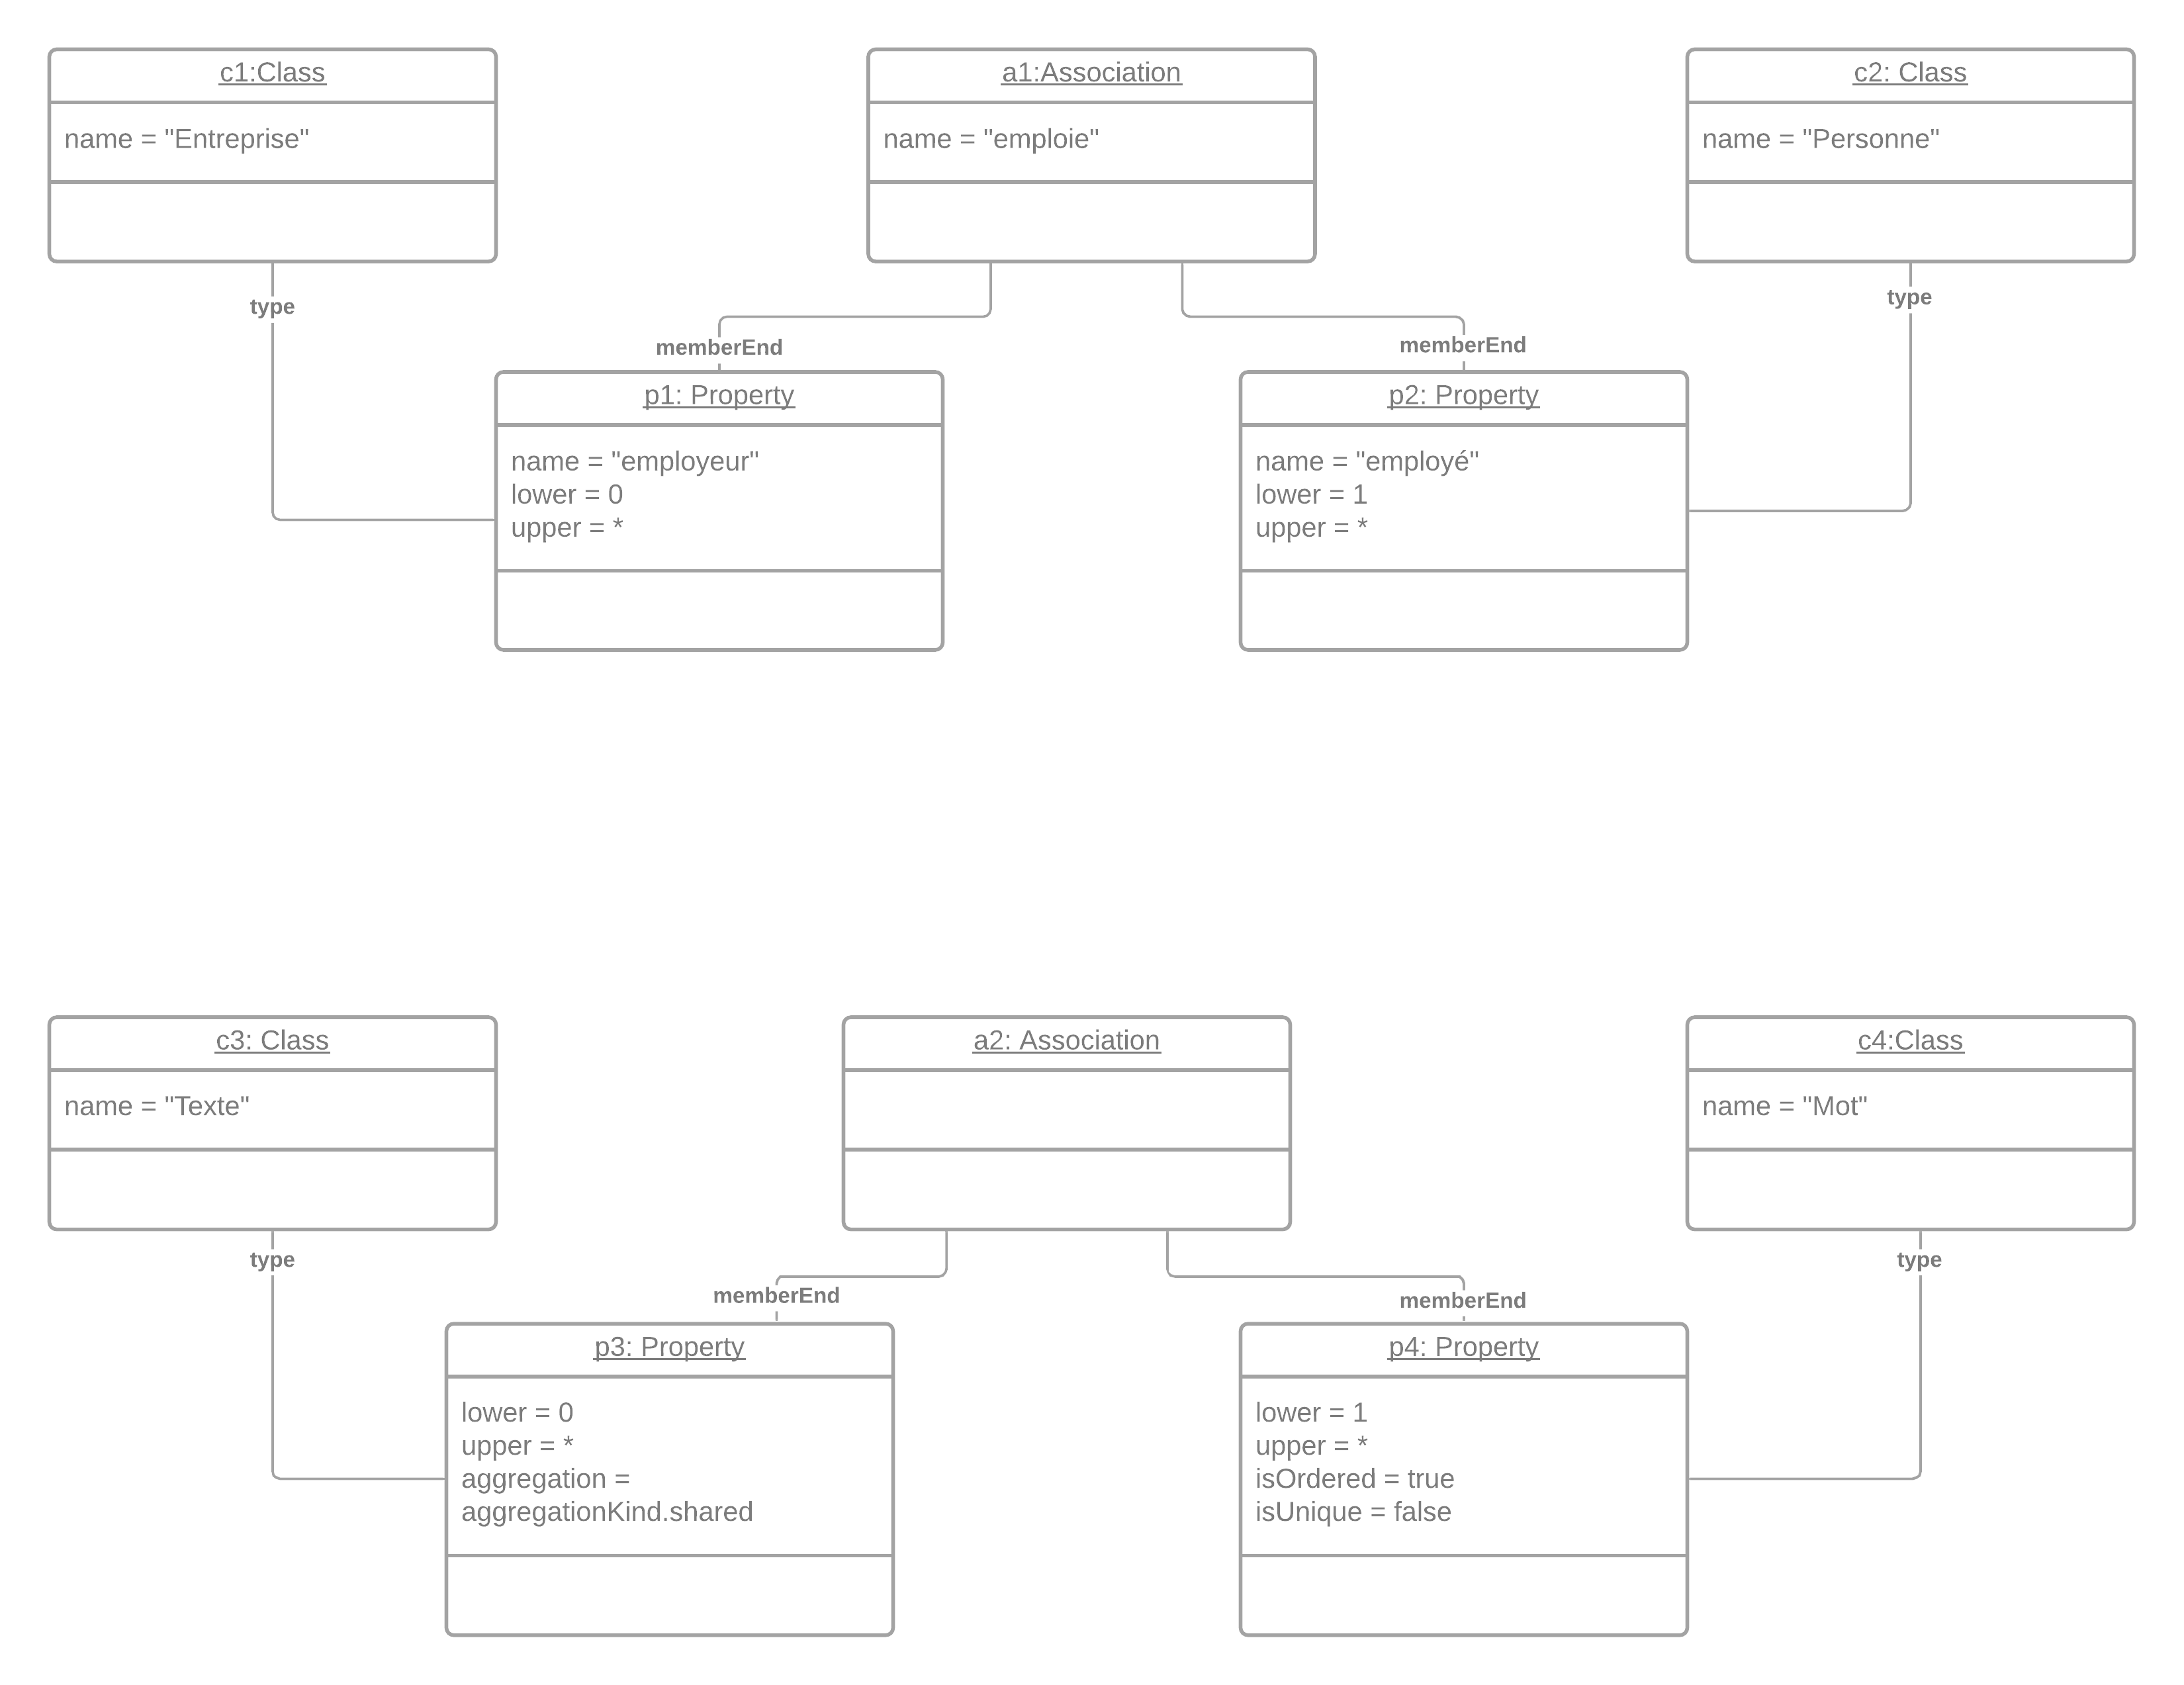 c1:Class
name = "Entreprise"
a1:Association
name = "emploie"
c2: Class
name = "Personne"
type
memberEnd
memberEnd
type
p1: Property
name = "employeur"
lower = 0
upper = *
p2: Property
name = "employé"
lower = 1
upper = *
c3: Class
name = "Texte"
a2: Association
c4:Class
name = "Mot"
type
memberEnd
memberEnd
type
p3: Property
lower = 0
upper = *
aggregation =
aggregationKind.shared
p4: Property
lower = 1
upper = *
isOrdered = true
isUnique = false